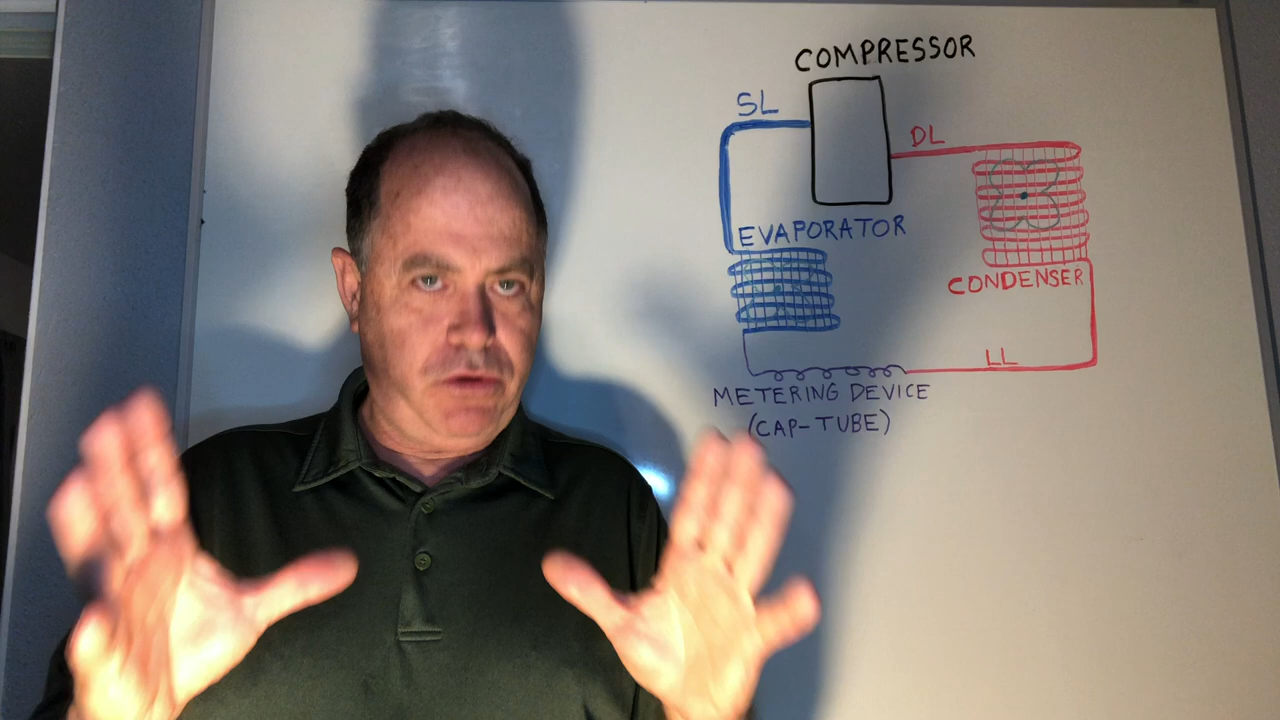 COMPRESSOR
SL
DL
EVAPORATOR
CONDENSER
LL
METERING DEVICE
(CAP-TUBE)